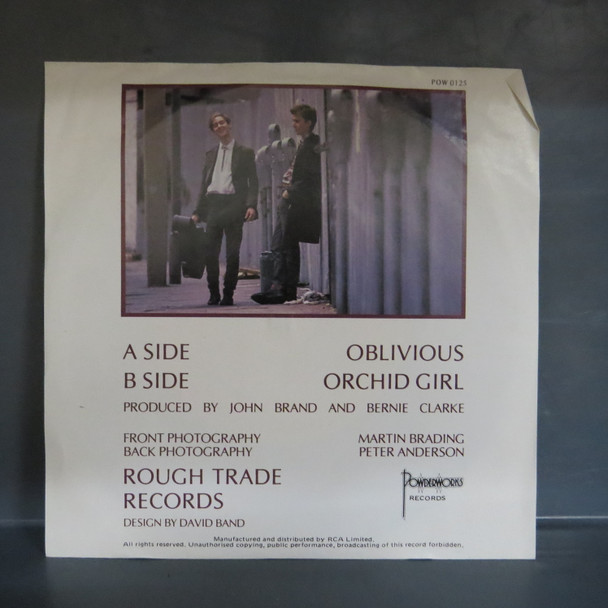 POW 0125
A SIDE OBLIVIOUS
B SIDE ORCHID GIRL
PRODUCED BY JOHN BRAND AND BERNIE CLARKE
FRONT PHOTOGRAPHY MARTIN BRADING
BACK PHOTOGRAPHY PETER ANDERSON
ROUGH TRADE
RECORDS
DESIGN BY DAVID BAND
POWDERWORKS
RECORDS
Manufactured and distributed by RCA Limited.
All rights reserved. Unauthorised copying, public performance, broadcasting of this record forbidden.